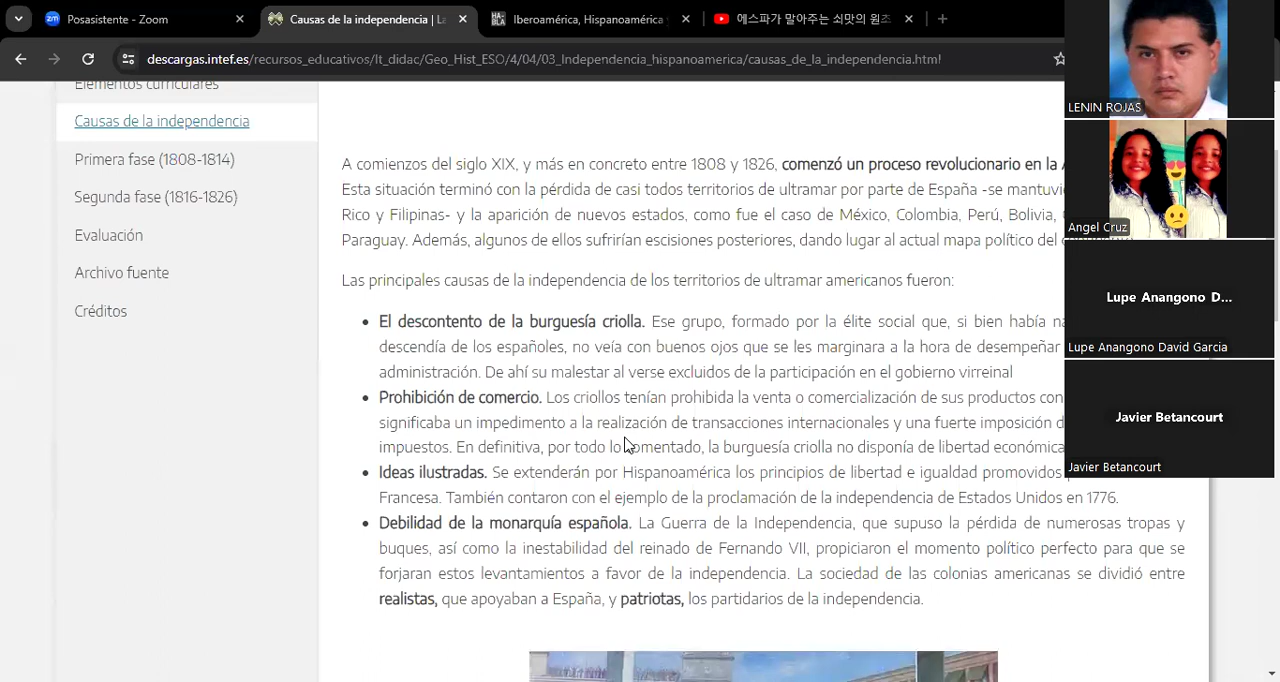 Posasistente - Zoom
Causas de la independencia | La
Iberoamérica, Hispanoamérica y
에스파가 말아주는 쇠맛의 원조
descargas.intef.es/recursos_educativos/It_didac/Geo_Hist_ESO/4/04/03_Independencia_hispanoamerica/causas_de_la_independencia.html
Elementos curriculares
Causas de la independencia
Primera fase (1808-1814)
Segunda fase (1816-1826)
Evaluación
Archivo fuente
Créditos
A comienzos del siglo XIX, y más en concreto entre 1808 y 1826, comenzó un proceso revolucionario en la A
Esta situación terminó con la pérdida de casi todos territorios de ultramar por parte de España -se mantuvi
Rico y Filipinas- y la aparición de nuevos estados, como fue el caso de México, Colombia, Perú, Bolivia,
Paraguay. Además, algunos de ellos sufrirían escisiones posteriores, dando lugar al actual mapa político del
Las principales causas de la independencia de los territorios de ultramar americanos fueron:
• El descontento de la burguesía criolla. Ese grupo, formado por la élite social que, si bien había na
descendía de los españoles, no veía con buenos ojos que se les marginara a la hora de desempeñar
administración. De ahí su malestar al verse excluidos de la participación en el gobierno virreinal
• Prohibición de comercio. Los criollos tenían prohibida la venta o comercialización de sus productos con
significaba un impedimento a la realización de transacciones internacionales y una fuerte imposición d
impuestos. En definitiva, por todo lo comentado, la burguesía criolla no disponía de libertad económica
• Ideas ilustradas. Se extenderán por Hispanoamérica los principios de libertad e igualdad promovidos
Francesa. También contaron con el ejemplo de la proclamación de la independencia de Estados Unidos en 1776.
• Debilidad de la monarquía española. La Guerra de la Independencia, que supuso la pérdida de numerosas tropas y
buques, así como la inestabilidad del reinado de Fernando VII, propiciaron el momento político perfecto para que se
forjaran estos levantamientos a favor de la independencia. La sociedad de las colonias americanas se dividió entre
realistas, que apoyaban a España, y patriotas, los partidarios de la independencia.
LENIN ROJAS
Angel Cruz
Lupe Anangono D...
Lupe Anangono David Garcia
Javier Betancourt
Javier Betancourt